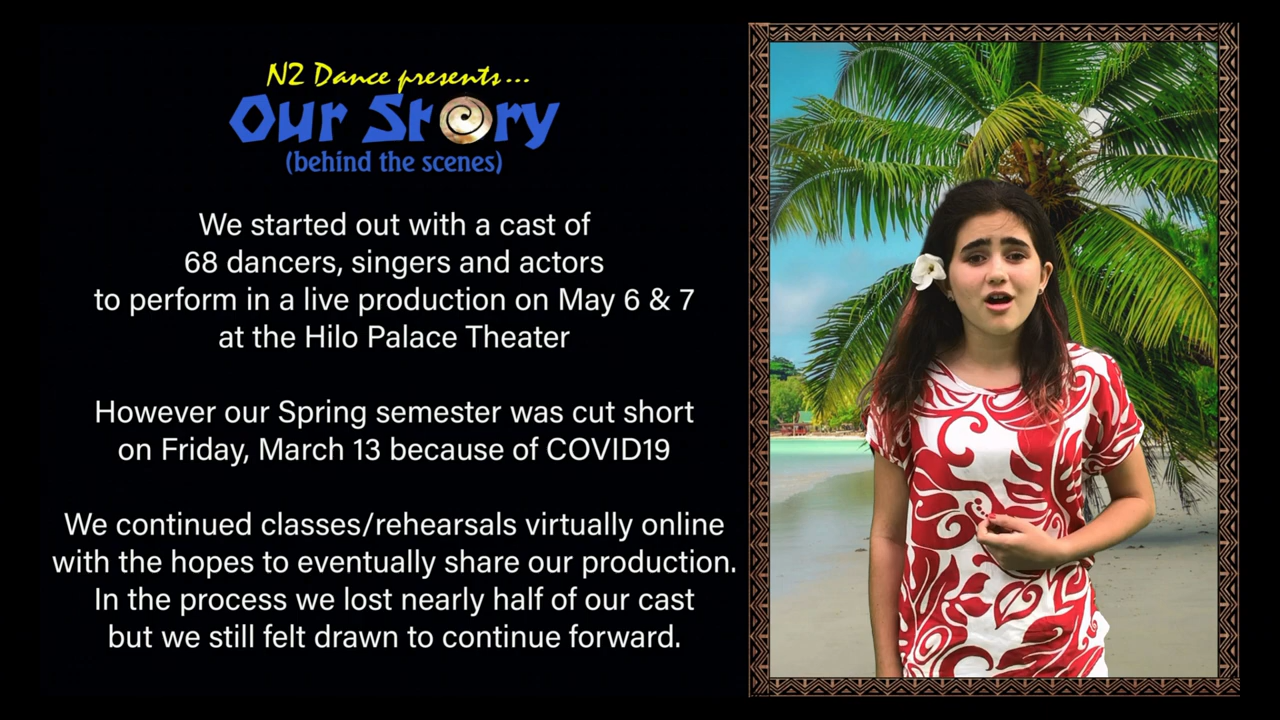 N2 Dance presents...
Our Story
(behind the scenes)
We started out with a cast of
68 dancers, singers and actors
to perform in a live production on May 6 & 7
at the Hilo Palace Theater
However our Spring semester was cut short
on Friday, March 13 because of COVID19
We continued classes/rehearsals virtually online
with the hopes to eventually share our production.
In the process we lost nearly half of our cast
but we still felt drawn to continue forward.